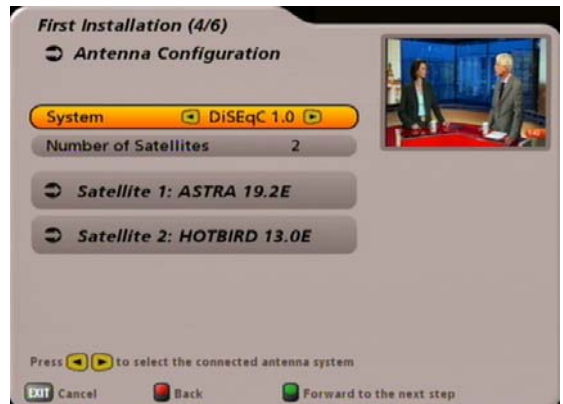 First Installation (4/6)
Antenna Configuration
System DiSEqC 1.0
Number of Satellites 2
Satellite 1: ASTRA 19.2E
Satellite 2: HOTBIRD 13.0E
Press to select the connected antenna system
EXIT Cancel Back Forward to the next step